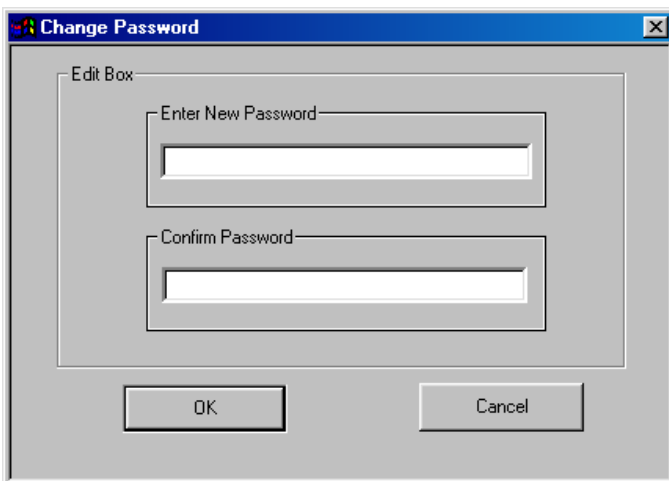 Change Password
Edit Box
Enter New Password
Confirm Password
OK
Cancel